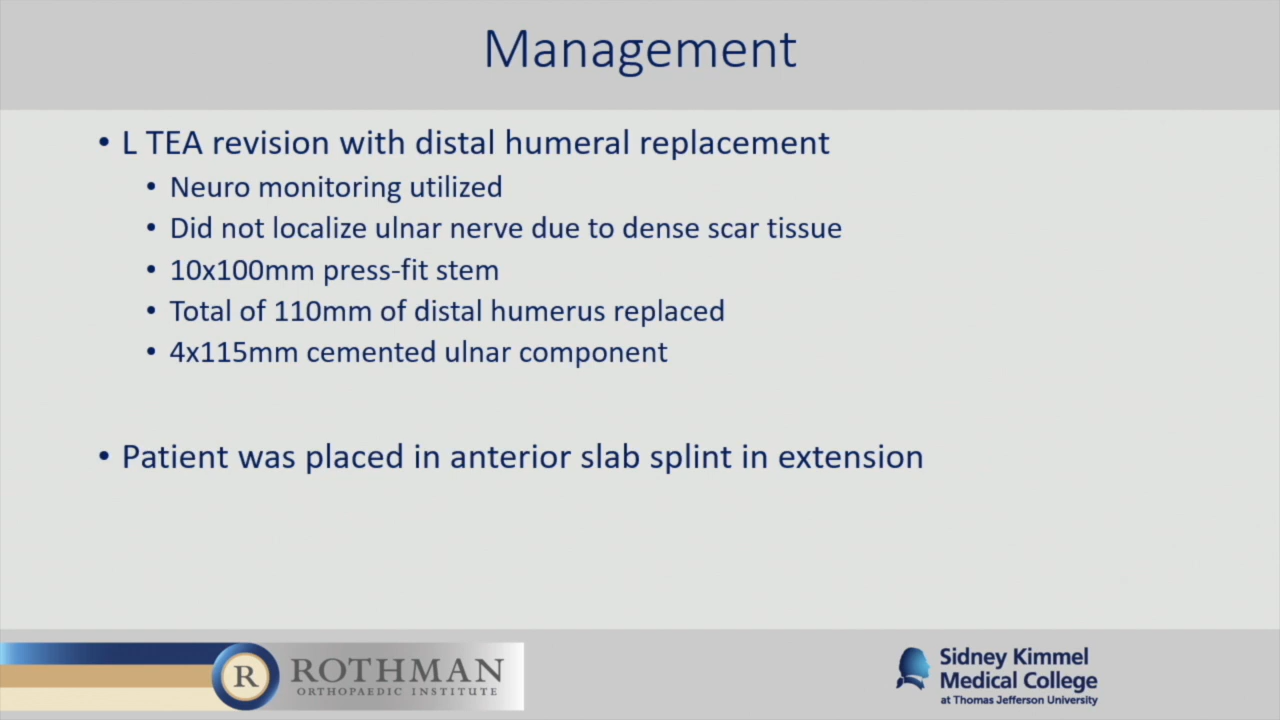 Management
• L TEA revision with distal humeral replacement
• Neuro monitoring utilized
• Did not localize ulnar nerve due to dense scar tissue
• 10x100mm press-fit stem
• Total of 110mm of distal humerus replaced
• 4x115mm cemented ulnar component
• Patient was placed in anterior slab splint in extension
R
ROTHMAN
ORTHOPAEDIC INSTITUTE
Sidney Kimmel
Medical College
at Thomas Jefferson University